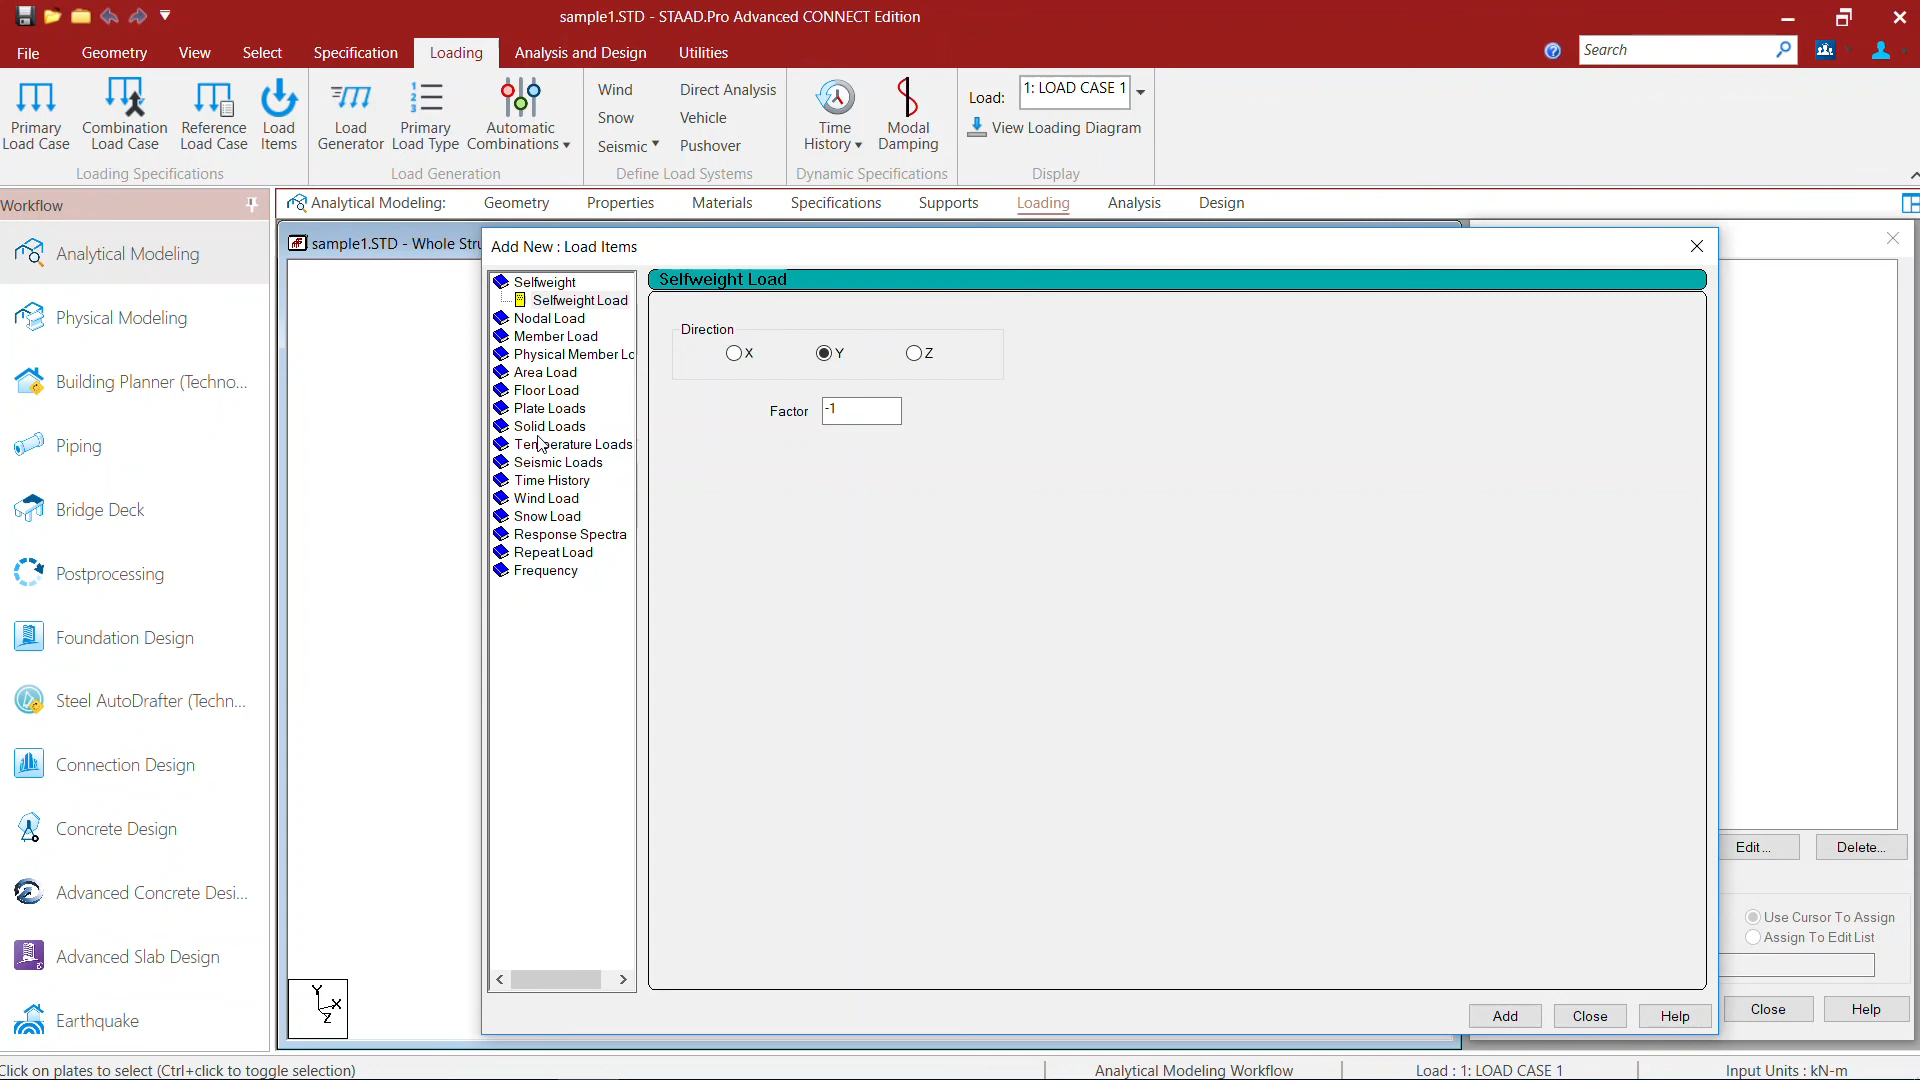 sample1.STD - STAAD.Pro Advanced CONNECT Edition
File Geometry View Select Specification Loading Analysis and Design Utilities
Search
Primary Load Case
Combination Load Case
Reference Load Case
Load Items
Loading Specifications
Load Generator
Primary Load Type
Automatic Combinations
Load Generation
Wind
Snow
Seismic
Direct Analysis
Vehicle
Pushover
Define Load Systems
Time History
Modal Damping
Dynamic Specifications
Load: 1: LOAD CASE 1
View Loading Diagram
Display
Workflow
Analytical Modeling: Geometry Properties Materials Specifications Supports Loading Analysis Design
Analytical Modeling
Physical Modeling
Building Planner (Techno...
Piping
Bridge Deck
Postprocessing
Foundation Design
Steel AutoDrafter (Techn...
Connection Design
Concrete Design
Advanced Concrete Desi...
Advanced Slab Design
Earthquake
sample1.STD - Whole Stru
Y
X
Z
Add New : Load Items
Selfweight
Selfweight Load
Nodal Load
Member Load
Physical Member Lo
Area Load
Floor Load
Plate Loads
Solid Loads
Temperature Loads
Seismic Loads
Time History
Wind Load
Snow Load
Response Spectra
Repeat Load
Frequency
Selfweight Load
Direction
X Y Z
Factor -1
Add Close Help
Edit... Delete...
Use Cursor To Assign
Assign To Edit List
Close Help
Click on plates to select (Ctrl+click to toggle selection)
Analytical Modeling Workflow
Load : 1: LOAD CASE 1
Input Units : kN-m